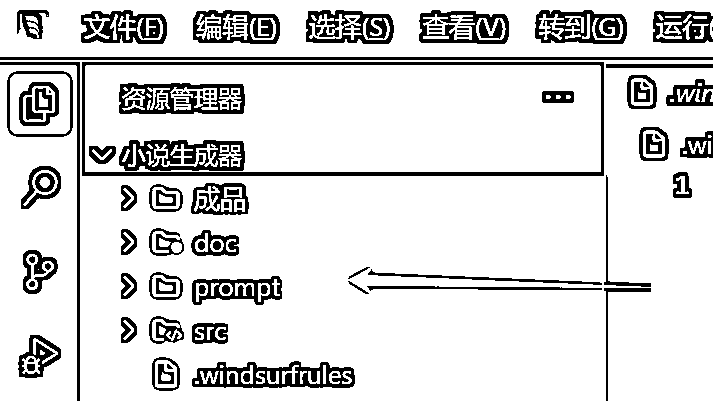 文件(F) 编辑(E) 选择(S) 查看(V) 转到(G) 运行
资源管理器
.win
小说生成器
.wi
1
成品
doc
prompt
src
.windsurfrules